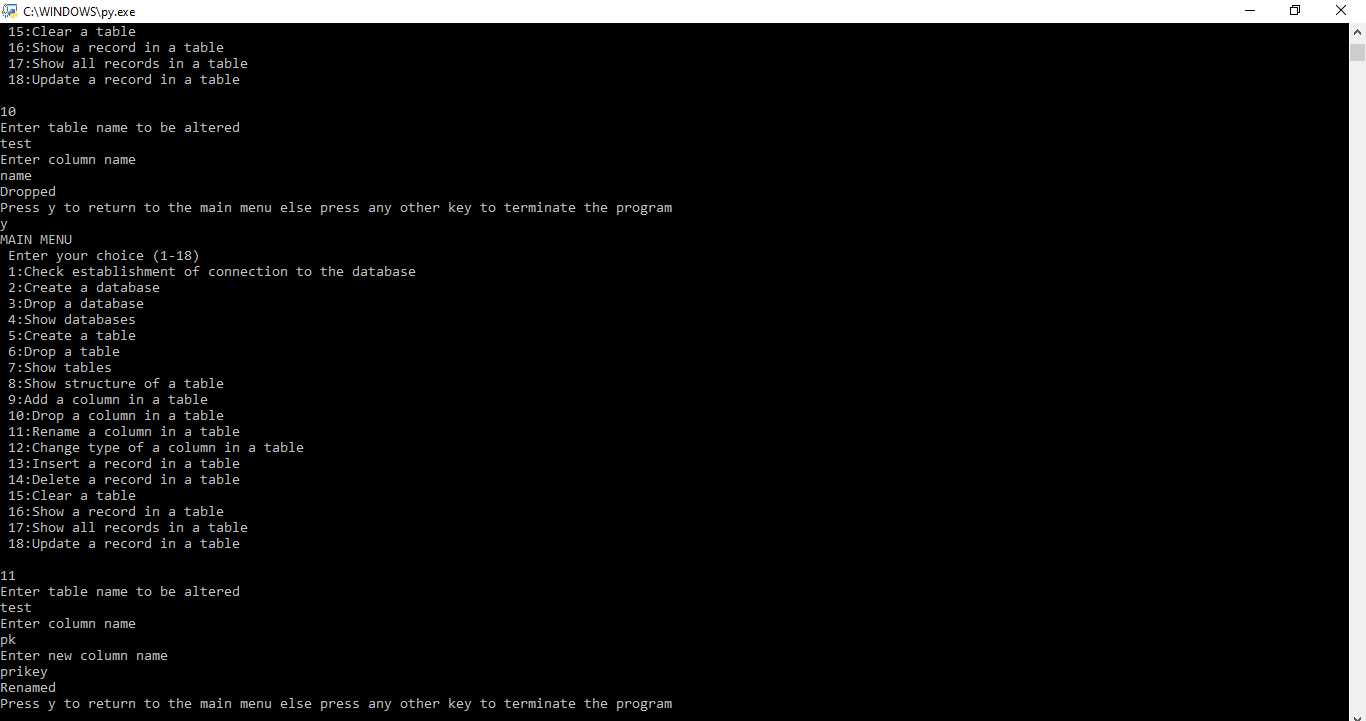 C:\WINDOWS\py.exe
15:Clear a table
16:Show a record in a table
17:Show all records in a table
18:Update a record in a table
10
Enter table name to be altered
test
Enter column name
name
Dropped
Press y to return to the main menu else press any other key to terminate the program
y
MAIN MENU
Enter your choice (1-18)
1:Check establishment of connection to the database
2:Create a database
3:Drop a database
4:Show databases
5:Create a table
6:Drop a table
7:Show tables
8:Show structure of a table
9:Add a column in a table
10:Drop a column in a table
11:Rename a column in a table
12:Change type of a column in a table
13:Insert a record in a table
14:Delete a record in a table
15:Clear a table
16:Show a record in a table
17:Show all records in a table
18:Update a record in a table
11
Enter table name to be altered
test
Enter column name
pk
Enter new column name
prikey
Renamed
Press y to return to the main menu else press any other key to terminate the program